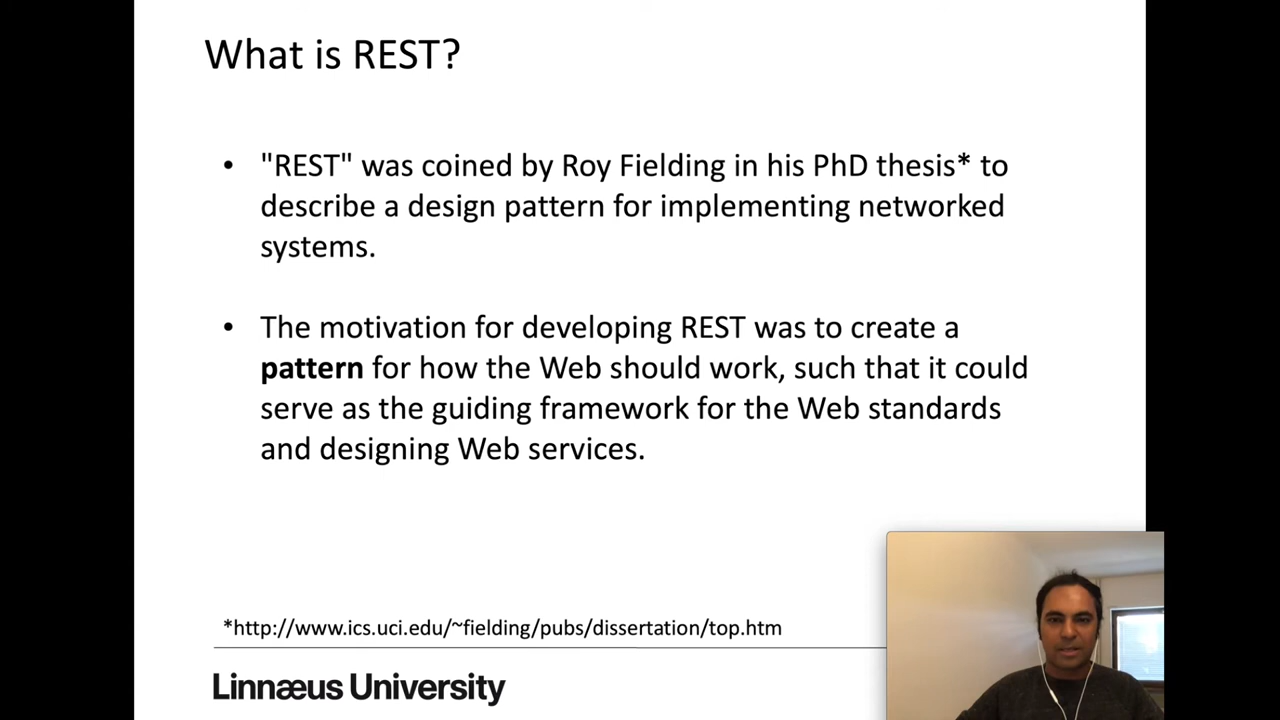 What is REST?
• "REST" was coined by Roy Fielding in his PhD thesis* to
describe a design pattern for implementing networked
systems.
• The motivation for developing REST was to create a
pattern for how the Web should work, such that it could
serve as the guiding framework for the Web standards
and designing Web services.
*http://www.ics.uci.edu/~fielding/pubs/dissertation/top.htm
Linnæus University